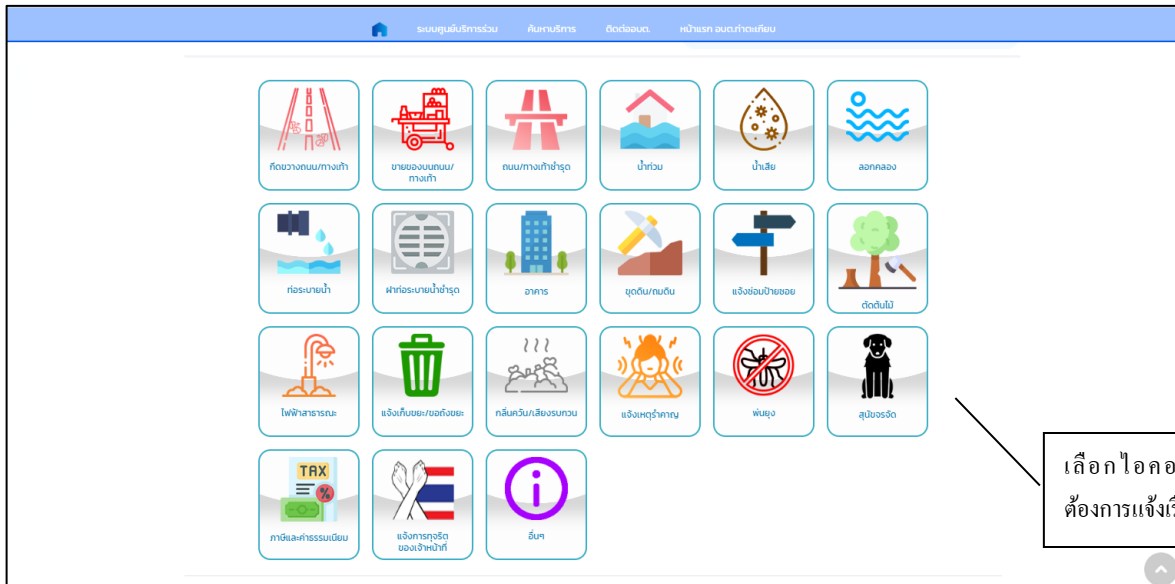 ระบบศูนย์บริการร่วม ค้นหาบริการ ติดต่ออบต. หน้าแรก อบต.ท่าตะเกียบ
กีดขวางถนน/ทางเท้า
ขายของบนถนน/
ทางเท้า
ถนน/ทางเท้าชำรุด
น้ำท่วม
น้ำเสีย
ลอกคลอง
ท่อระบายน้ำ
ฝาท่อระบายน้ำชำรุด
อาคาร
ขุดดิน/ถมดิน
แจ้งซ่อมป้ายซอย
ตัดต้นไม้
ไฟฟ้าสาธารณะ
แจ้งเก็บขยะ/ขอถังขยะ
กลิ่นควัน/เสียงรบกวน
แจ้งเหตุรำคาญ
พ่นยุง
สุนัขจรจัด
TAX
%
ภาษีและค่าธรรมเนียม
แจ้งการทุจริต
ของเจ้าหน้าที่
i
อื่นๆ
เลือกไอคอ
ต้องการแจ้งเรื